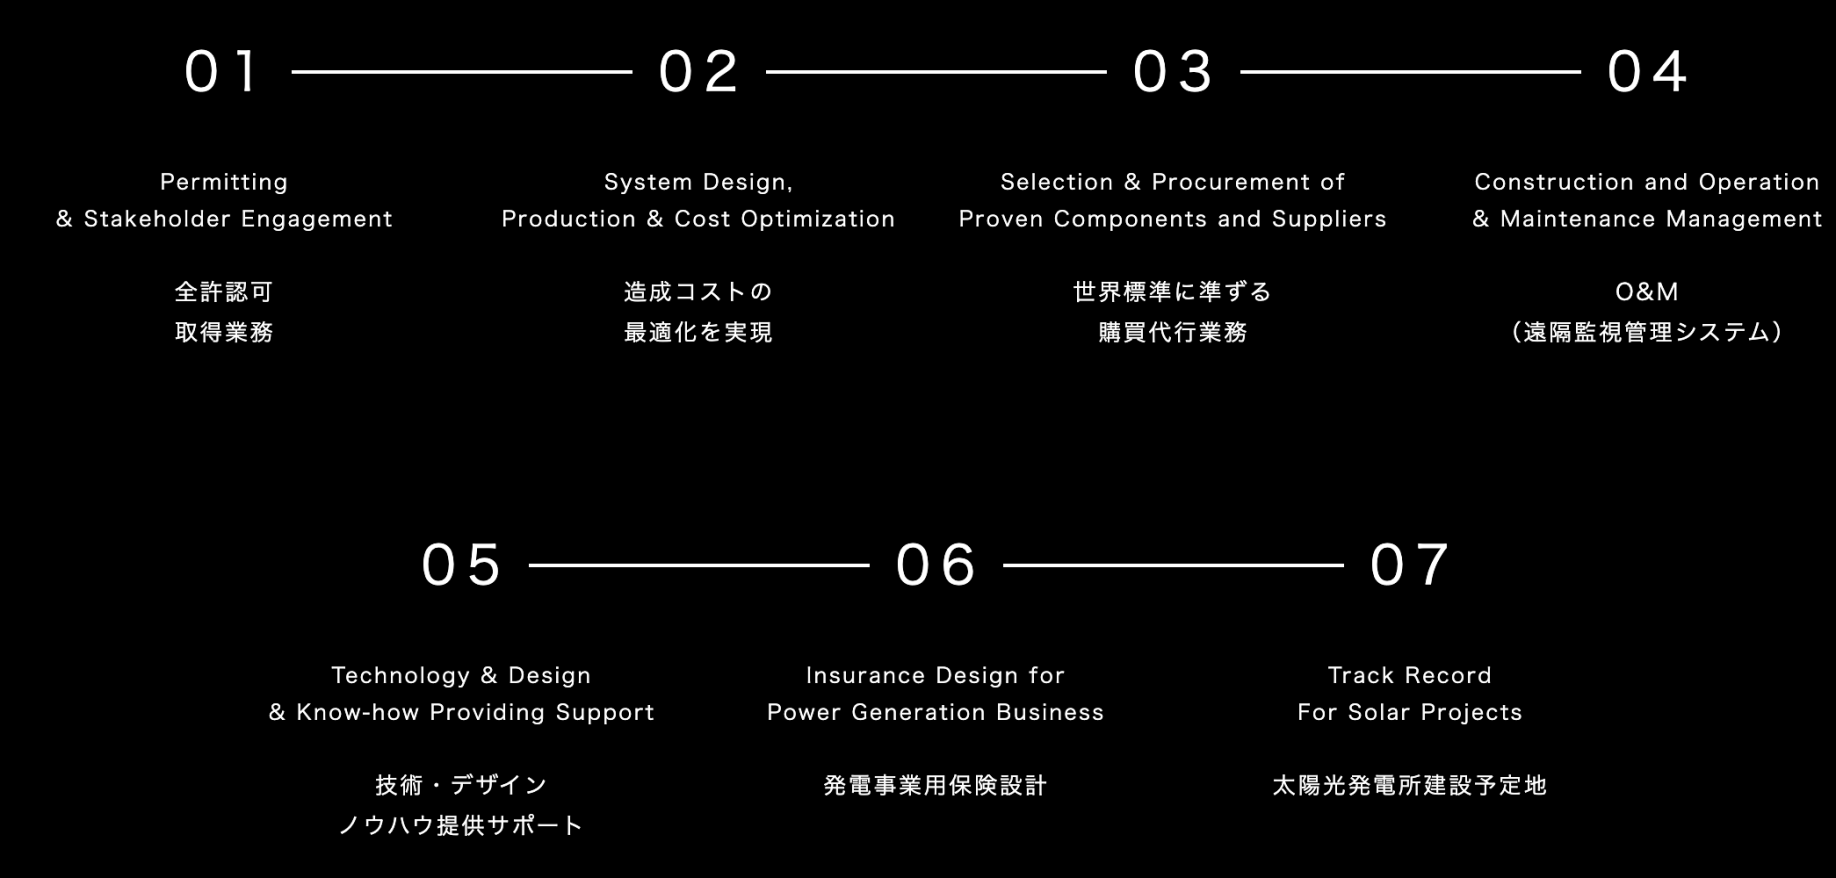 01
02
03
04
Permitting
& Stakeholder Engagement
全許認可
取得業務
System Design,
Production & Cost Optimization
造成コストの
最適化を実現
Selection & Procurement of
Proven Components and Suppliers
世界標準に準ずる
購買代行業務
Construction and Operation
& Maintenance Management
O&M
（遠隔監視管理システム）
05
06
07
Technology & Design
& Know-how Providing Support
技術・デザイン
ノウハウ提供サポート
Insurance Design for
Power Generation Business
発電事業用保険設計
Track Record
For Solar Projects
太陽光発電所建設予定地